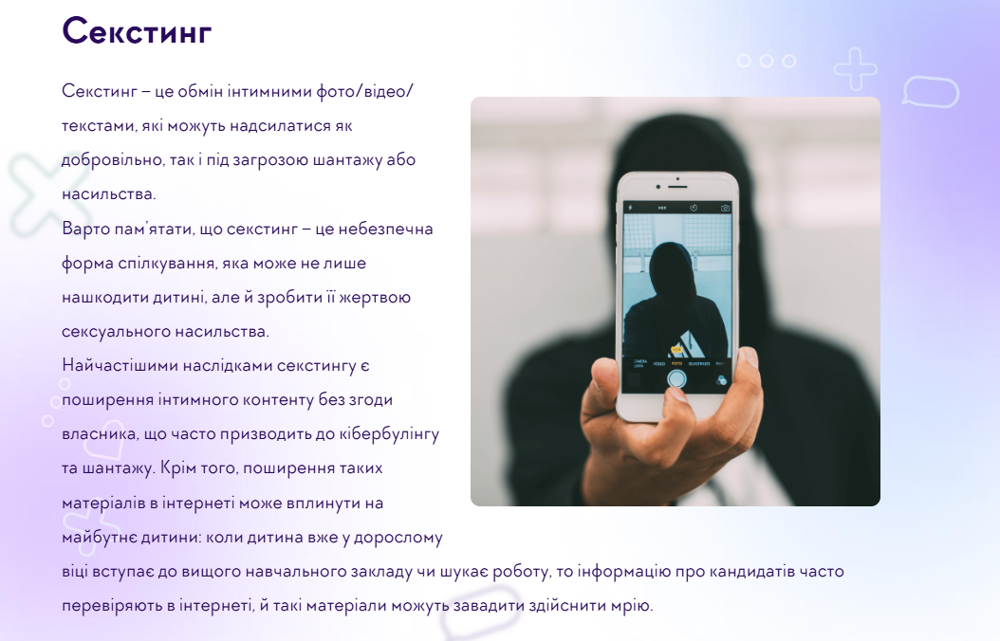 Секстинг
Секстинг – це обмін інтимними фото/відео/
текстами, які можуть надсилатися як
добровільно, так і під загрозою шантажу або
насильства.
Варто пам’ятати, що секстинг – це небезпечна
форма спілкування, яка може не лише
нашкодити дитині, але й зробити її жертвою
сексуального насильства.
Найчастішими наслідками секстингу є
поширення інтимного контенту без згоди
власника, що часто призводить до кібербулінгу
та шантажу. Крім того, поширення таких
матеріалів в інтернеті може вплинути на
майбутнє дитини: коли дитина вже у дорослому
віці вступає до вищого навчального закладу чи шукає роботу, то інформацію про кандидатів часто
перевіряють в інтернеті, й такі матеріали можуть завадити здійснити мрію.
HDR
VÍDEO FOTO